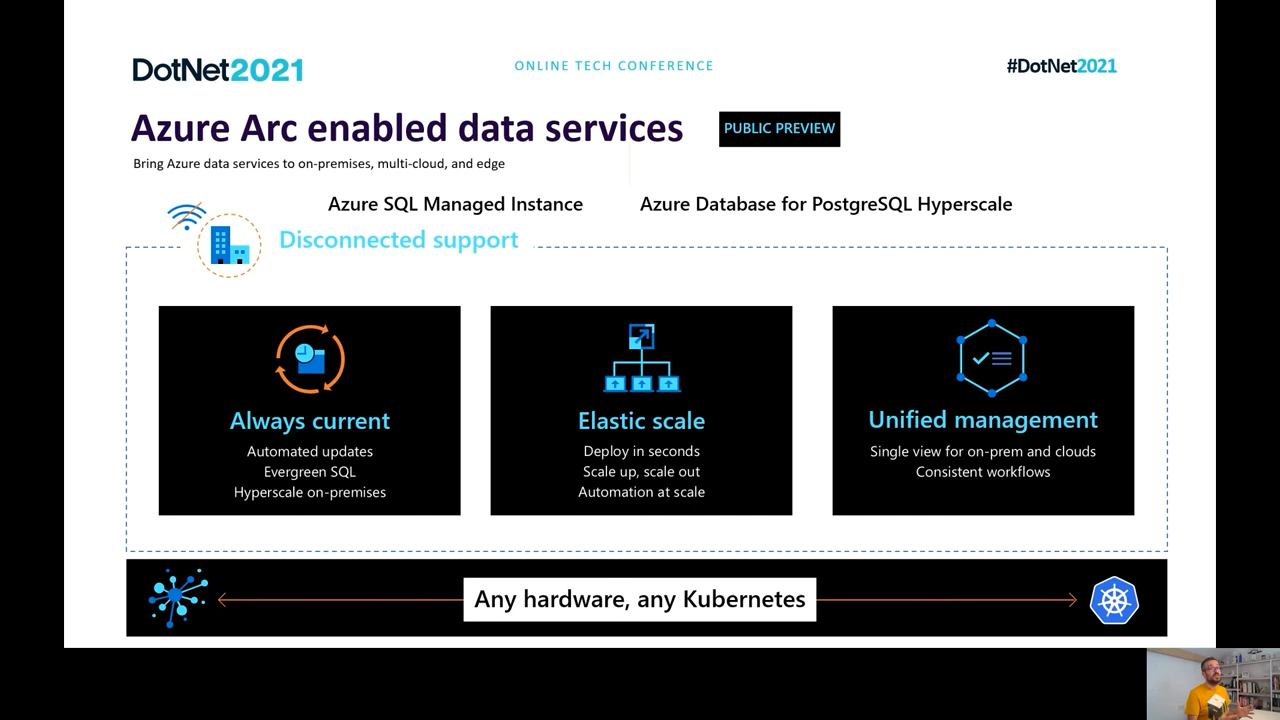 DotNet2021
ONLINE TECH CONFERENCE
#DotNet2021
Azure Arc enabled data services
PUBLIC PREVIEW
Bring Azure data services to on-premises, multi-cloud, and edge
Azure SQL Managed Instance
Azure Database for PostgreSQL Hyperscale
Disconnected support
Always current
Automated updates
Evergreen SQL
Hyperscale on-premises
Elastic scale
Deploy in seconds
Scale up, scale out
Automation at scale
Unified management
Single view for on-prem and clouds
Consistent workflows
Any hardware, any Kubernetes